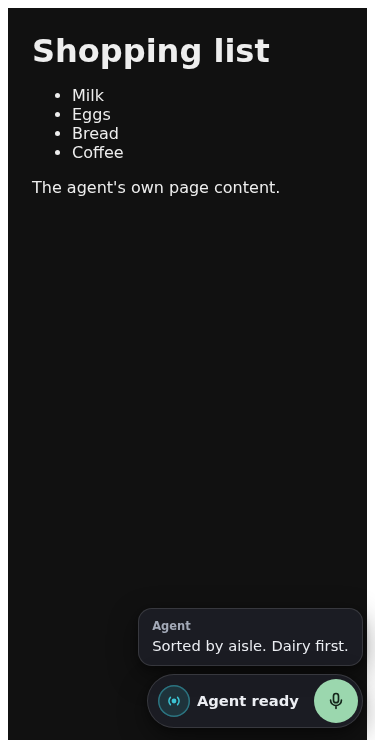 Shopping list
Milk
Eggs
Bread
Coffee
The agent's own page content.
Agent
Sorted by aisle. Dairy first.
Agent ready